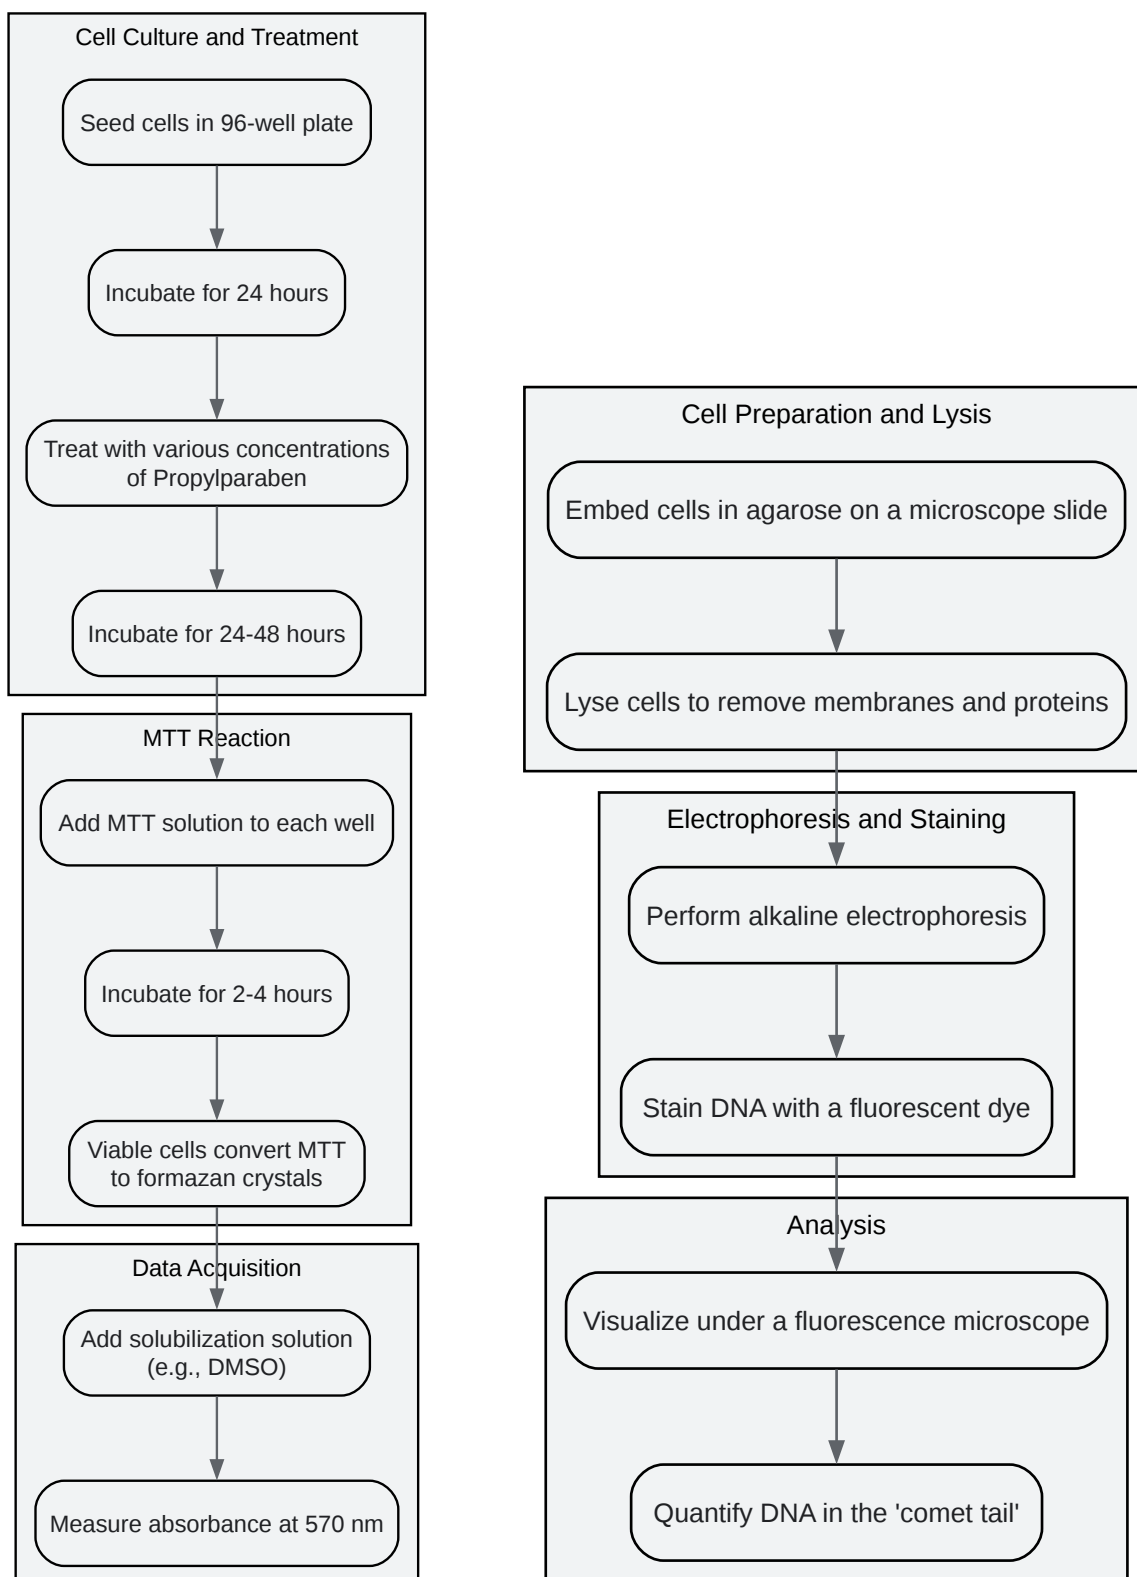 Cell Culture and Treatment
Seed cells in 96-well plate
Incubate for 24 hours
Treat with various concentrations
of Propylparaben
Incubate for 24-48 hours
MTT Reaction
Add MTT solution to each well
Incubate for 2-4 hours
Viable cells convert MTT
to formazan crystals
Data Acquisition
Add solubilization solution
(e.g., DMSO)
Measure absorbance at 570 nm
Cell Preparation and Lysis
Embed cells in agarose on a microscope slide
Lyse cells to remove membranes and proteins
Electrophoresis and Staining
Perform alkaline electrophoresis
Stain DNA with a fluorescent dye
Analysis
Visualize under a fluorescence microscope
Quantify DNA in the 'comet tail'